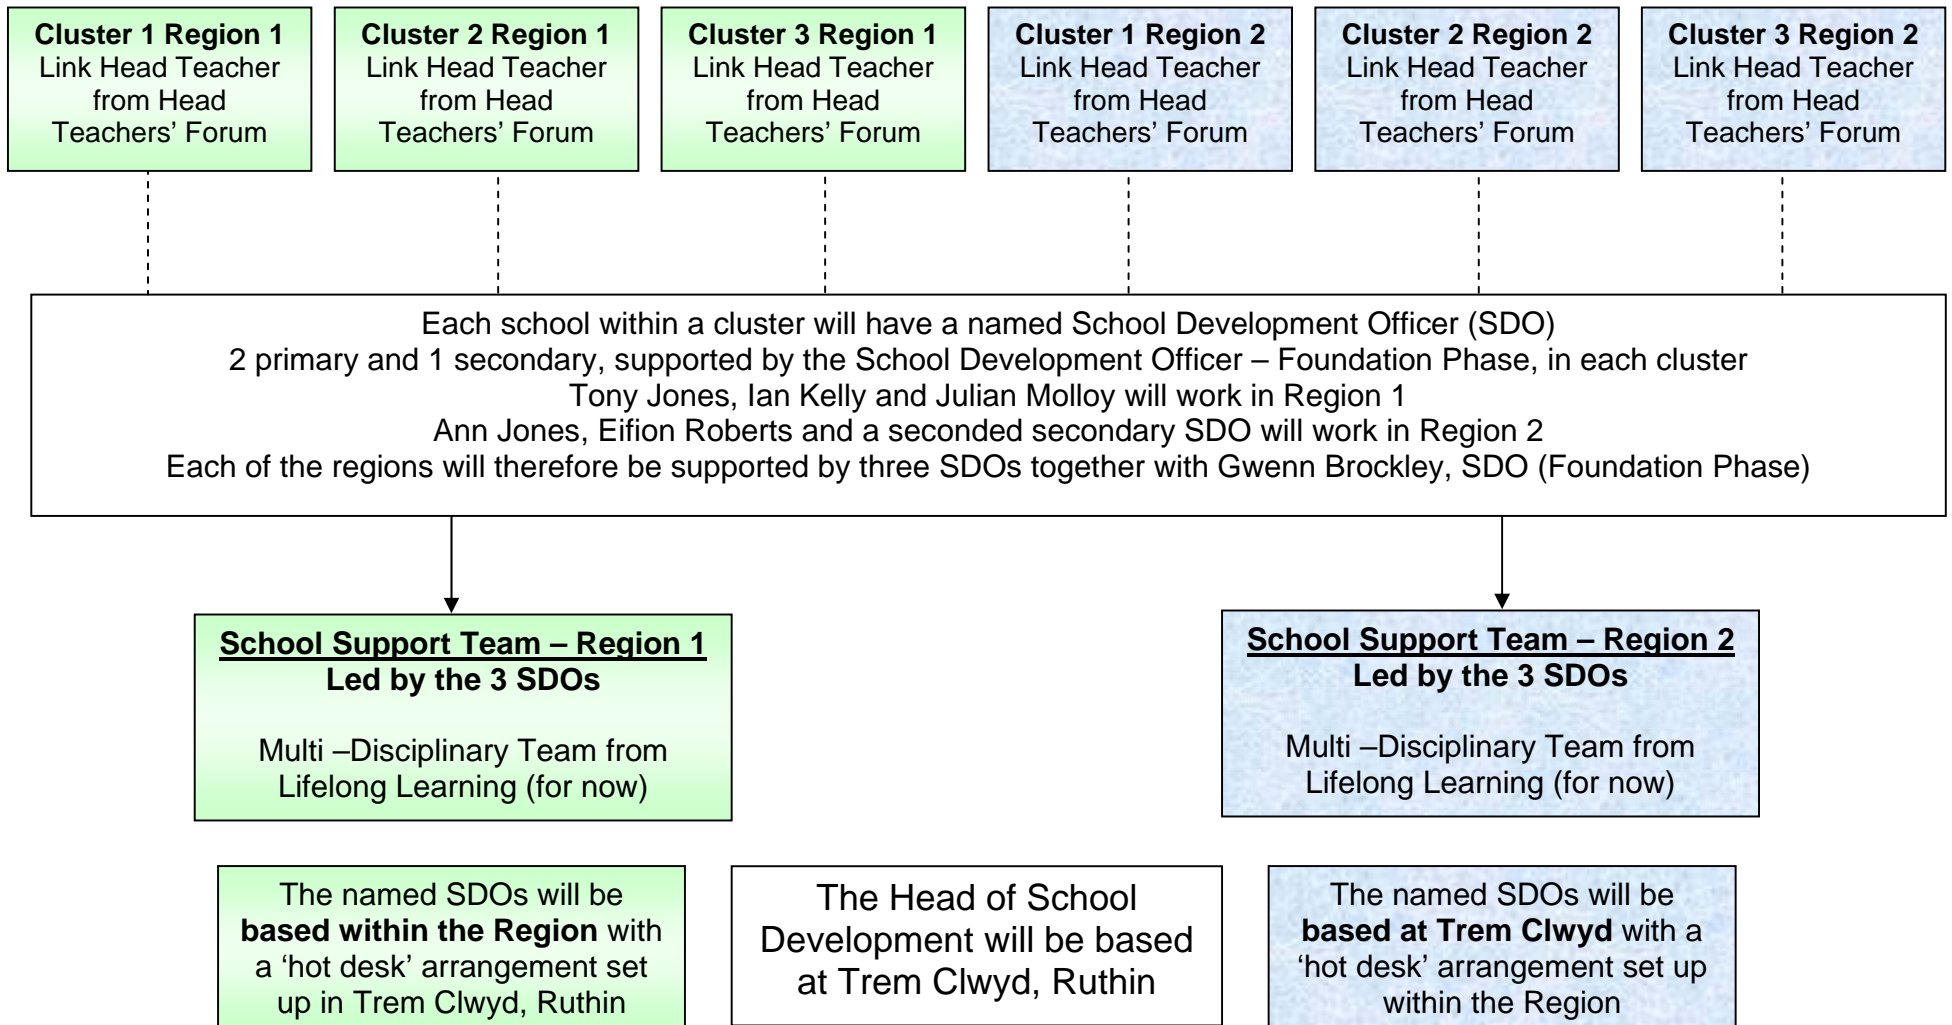 Cluster 1 Region 1
Link Head Teacher
from Head
Teachers’ Forum
Cluster 2 Region 1
Link Head Teacher
from Head
Teachers’ Forum
Cluster 3 Region 1
Link Head Teacher
from Head
Teachers’ Forum
Cluster 1 Region 2
Link Head Teacher
from Head
Teachers’ Forum
Cluster 2 Region 2
Link Head Teacher
from Head
Teachers’ Forum
Cluster 3 Region 2
Link Head Teacher
from Head
Teachers’ Forum
Each school within a cluster will have a named School Development Officer (SDO)
2 primary and 1 secondary, supported by the School Development Officer – Foundation Phase, in each cluster
Tony Jones, Ian Kelly and Julian Molloy will work in Region 1
Ann Jones, Eifion Roberts and a seconded secondary SDO will work in Region 2
Each of the regions will therefore be supported by three SDOs together with Gwenn Brockley, SDO (Foundation Phase)
School Support Team – Region 1
Led by the 3 SDOs
Multi –Disciplinary Team from
Lifelong Learning (for now)
School Support Team – Region 2
Led by the 3 SDOs
Multi –Disciplinary Team from
Lifelong Learning (for now)
The named SDOs will be
based within the Region with
a ‘hot desk’ arrangement set
up in Trem Clwyd, Ruthin
The Head of School
Development will be based
at Trem Clwyd, Ruthin
The named SDOs will be
based at Trem Clwyd with a
‘hot desk’ arrangement set up
within the Region